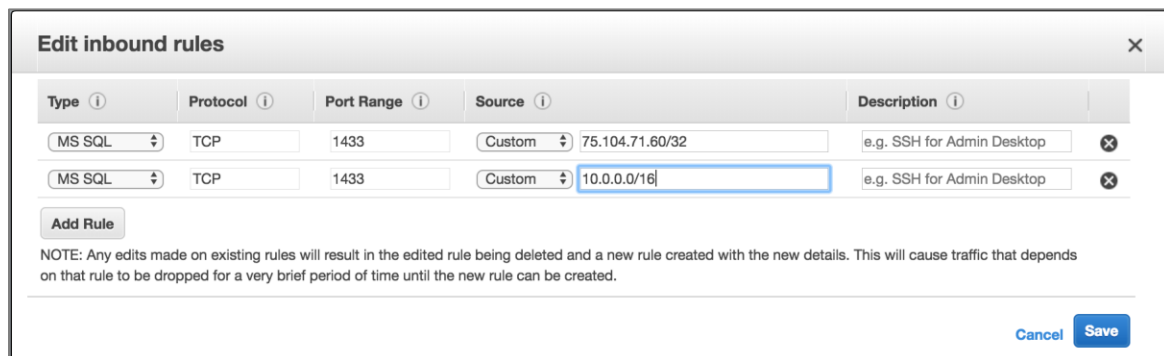 Edit inbound rules
Type Protocol Port Range Source Description
MS SQL TCP 1433 Custom 75.104.71.60/32 e.g. SSH for Admin Desktop
MS SQL TCP 1433 Custom 10.0.0.0/16 e.g. SSH for Admin Desktop
Add Rule
NOTE: Any edits made on existing rules will result in the edited rule being deleted and a new rule created with the new details. This will cause traffic that depends
on that rule to be dropped for a very brief period of time until the new rule can be created.
Cancel Save